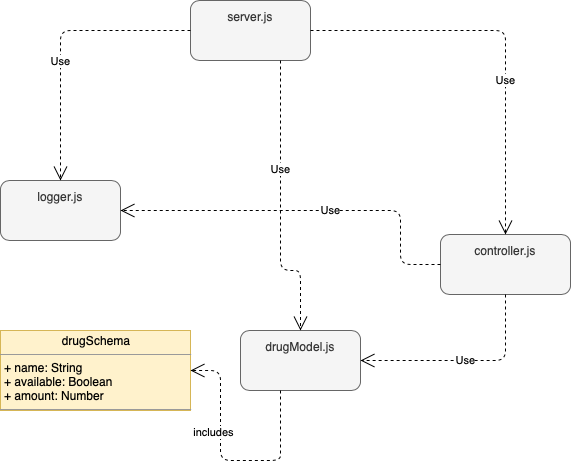 server.js
Use
Use
Use
logger.js
Use
controller.js
drugSchema
drugModel.js
+ name: String
+ available: Boolean
+ amount: Number
Use
includes